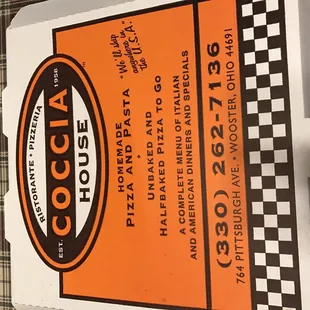 RISTORANTE • PIZZERIA
COCCIA
HOUSE
EST. 1958
HOMEMADE
PIZZA AND PASTA
"We'll ship
anywhere in
the U.S.A."
UNBAKED AND
HALFBAKED PIZZA TO GO
A COMPLETE MENU OF ITALIAN
AND AMERICAN DINNERS AND SPECIALS
(330) 262-7136
764 PITTSBURGH AVE. • WOOSTER, OHIO 44691